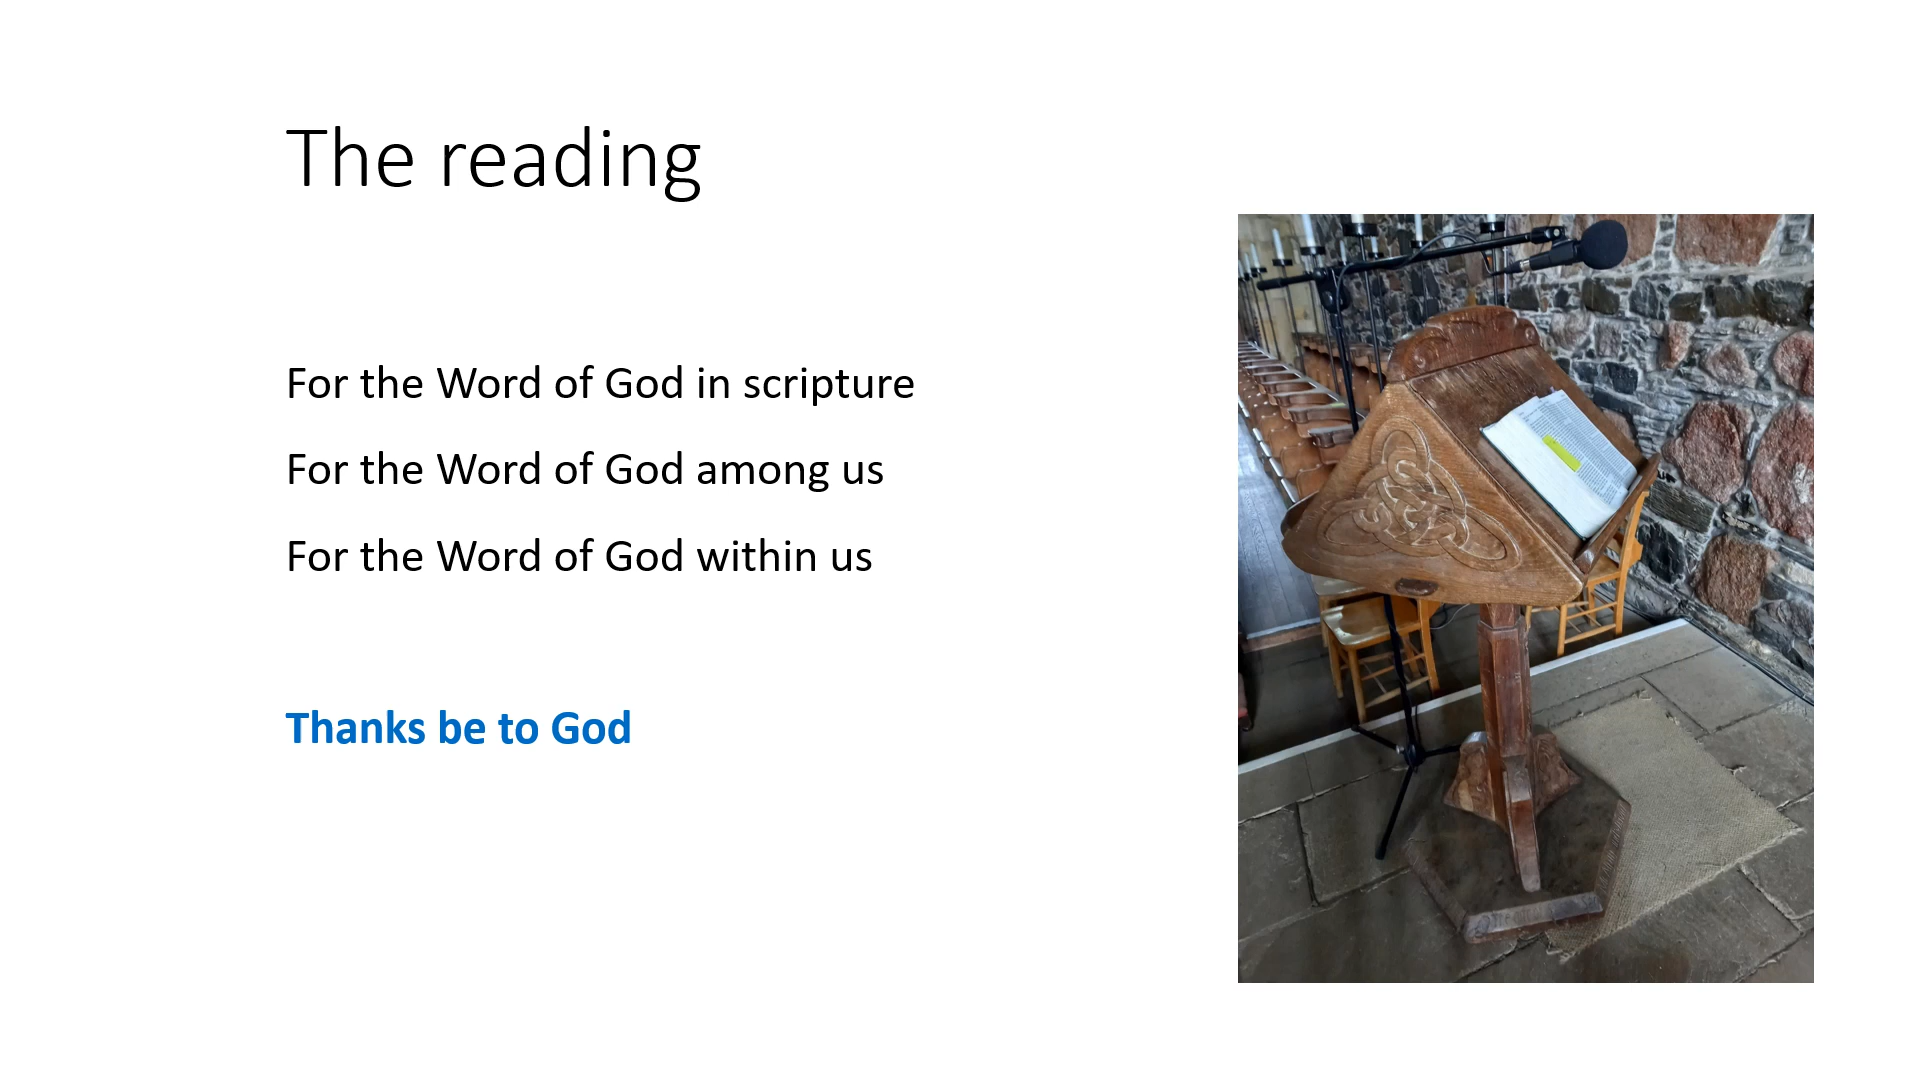 The reading
For the Word of God in scripture
For the Word of God among us
For the Word of God within us
Thanks be to God